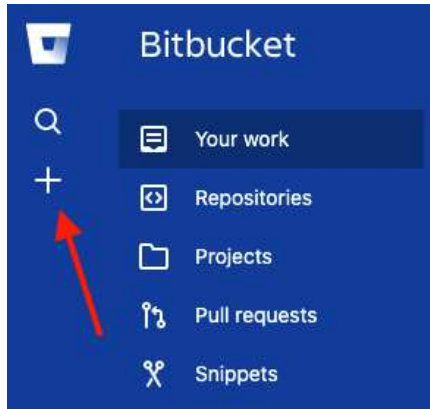 Bitbucket
Your work
Repositories
Projects
Pull requests
Snippets